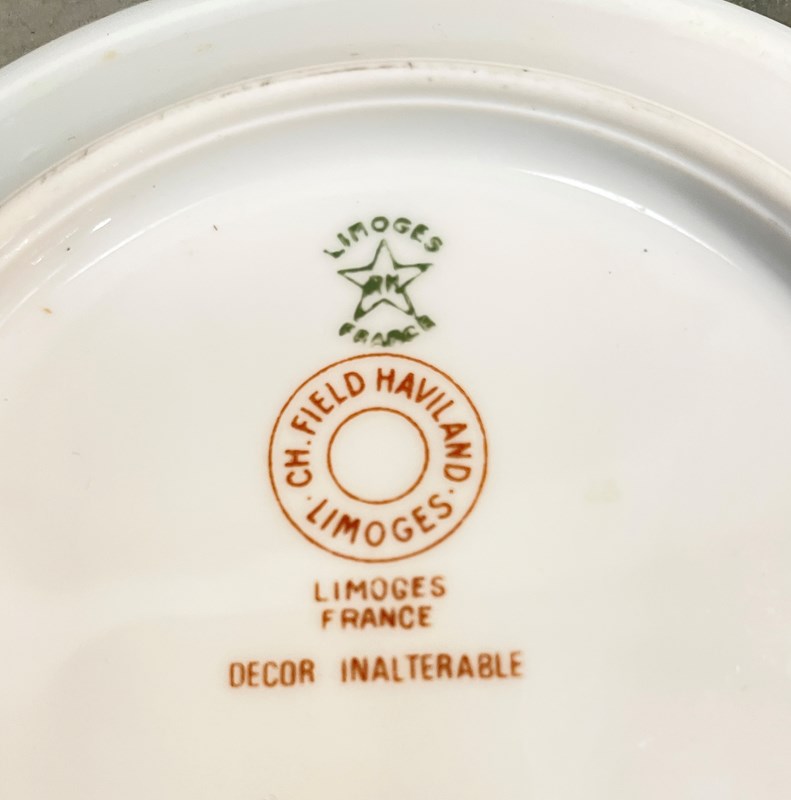 LIMOGES
FRANCE
CH. FIELD HAVILAND
· LIMOGES ·
LIMOGES
FRANCE
DECOR INALTERABLE